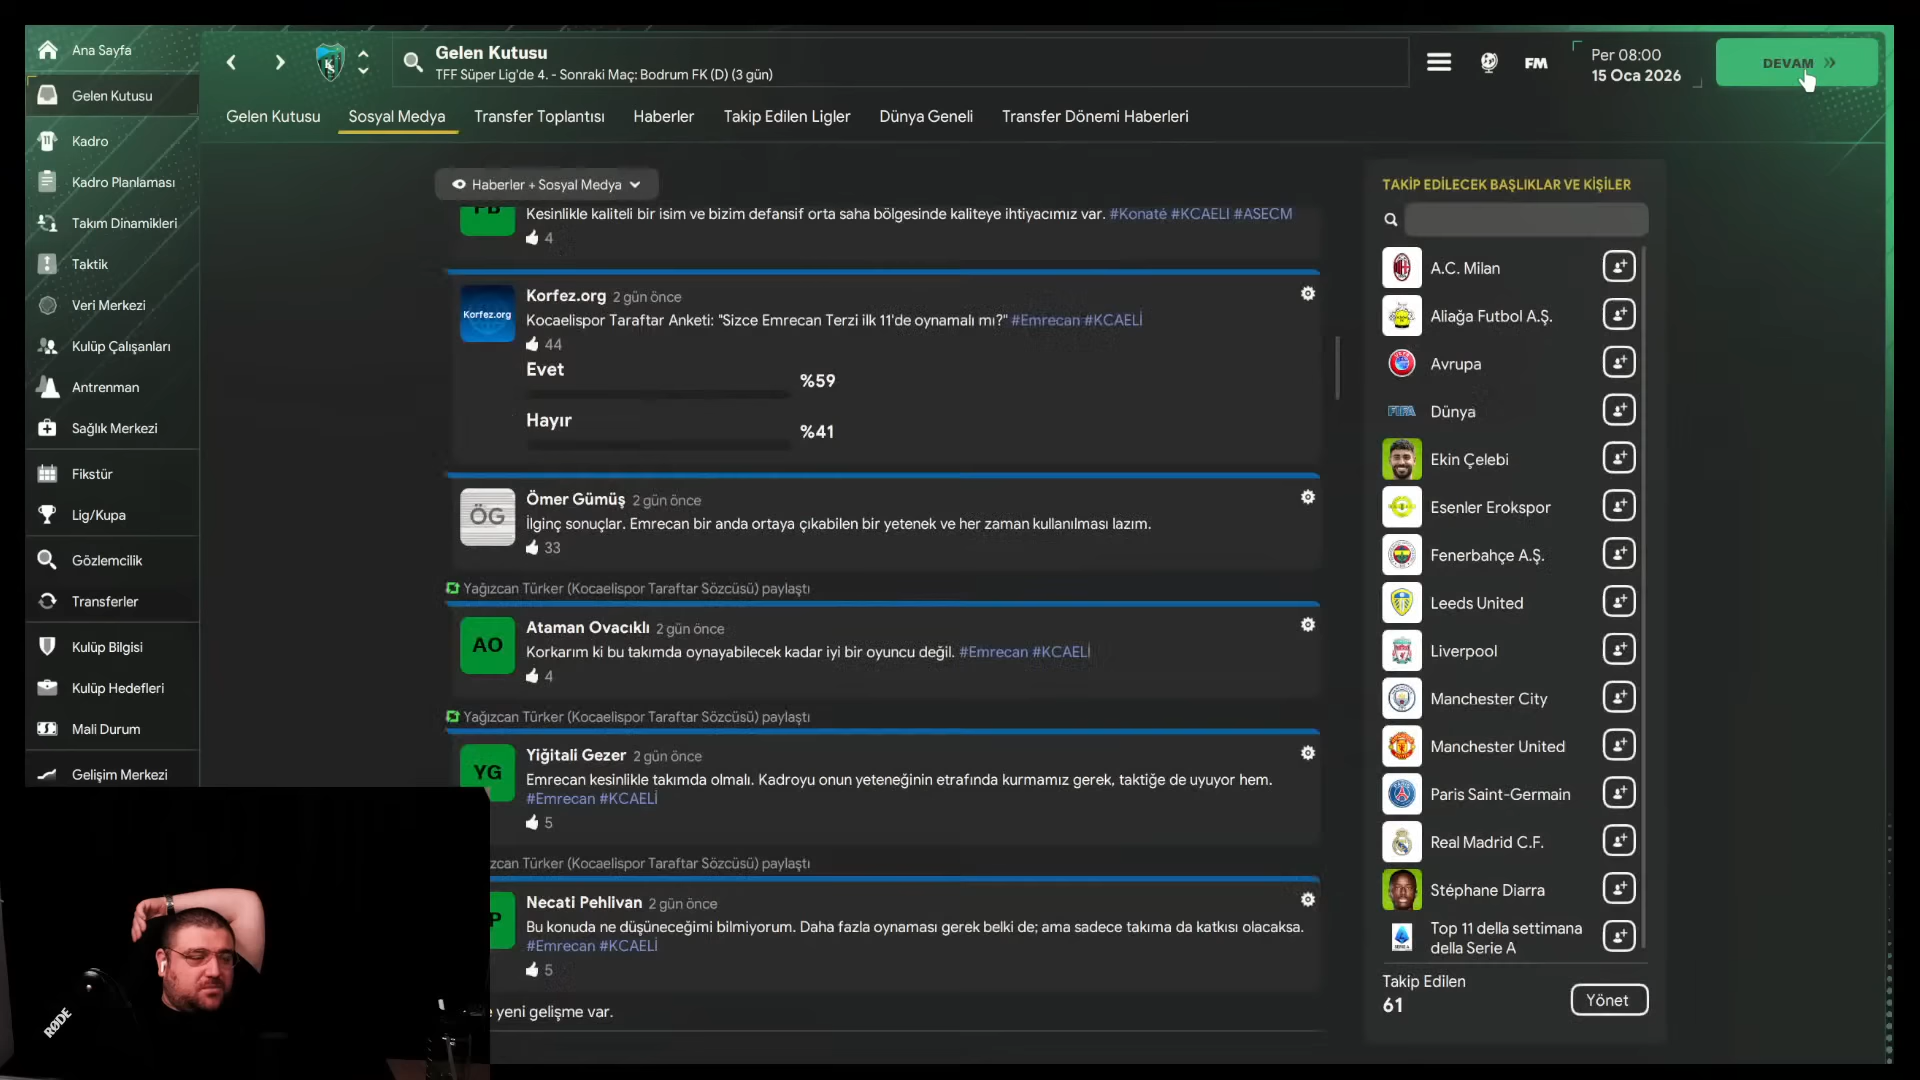 Ana Sayfa
Gelen Kutusu
Kadro
Kadro Planlaması
Takım Dinamikleri
Taktik
Veri Merkezi
Kulüp Çalışanları
Antrenman
Sağlık Merkezi
Fikstür
Lig/Kupa
Gözlemcilik
Transferler
Kulüp Bilgisi
Kulüp Hedefleri
Mali Durum
Gelişim Merkezi
Gelen Kutusu
TFF Süper Lig'de 4. - Sonraki Maç: Bodrum FK (D) (3 gün)
FM
Per 08:00
15 Oca 2026
DEVAM
Gelen Kutusu
Sosyal Medya
Transfer Toplantısı
Haberler
Takip Edilen Ligler
Dünya Geneli
Transfer Dönemi Haberleri
Haberler + Sosyal Medya
Kesinlikle kaliteli bir isim ve bizim defansif orta saha bölgesinde kaliteye ihtiyacımız var. #Konaté #KCAELI #ASECM
4
Korfez.org
Korfez.org 2 gün önce
Kocaelispor Taraftar Anketi: "Sizce Emrecan Terzi ilk 11'de oynamalı mı?" #Emrecan #KCAELİ
44
Evet
%59
Hayır
%41
ÖG
Ömer Gümüş 2 gün önce
İlginç sonuçlar. Emrecan bir anda ortaya çıkabilen bir yetenek ve her zaman kullanılması lazım.
33
Yağızcan Türker (Kocaelispor Taraftar Sözcüsü) paylaştı
AO
Ataman Ovacıklı 2 gün önce
Korkarım ki bu takımda oynayabilecek kadar iyi bir oyuncu değil. #Emrecan #KCAELİ
4
Yağızcan Türker (Kocaelispor Taraftar Sözcüsü) paylaştı
YG
Yiğitali Gezer 2 gün önce
Emrecan kesinlikle takımda olmalı. Kadroyu onun yeteneğinin etrafında kurmamız gerek, taktiğe de uyuyor hem.
#Emrecan #KCAELİ
5
zcan Türker (Kocaelispor Taraftar Sözcüsü) paylaştı
P
Necati Pehlivan 2 gün önce
Bu konuda ne düşüneceğimi bilmiyorum. Daha fazla oynaması gerek belki de; ama sadece takıma da katkısı olacaksa.
#Emrecan #KCAELİ
5
yeni gelişme var.
TAKİP EDİLECEK BAŞLIKLAR VE KİŞİLER
A.C. Milan
Aliağa Futbol A.Ş.
Avrupa
FIFA
Dünya
Ekin Çelebi
Esenler Erokspor
Fenerbahçe A.Ş.
Leeds United
Liverpool
Manchester City
Manchester United
Paris Saint-Germain
Real Madrid C.F.
Stéphane Diarra
Top 11 della settimana
della Serie A
Takip Edilen
61
Yönet
RØDE